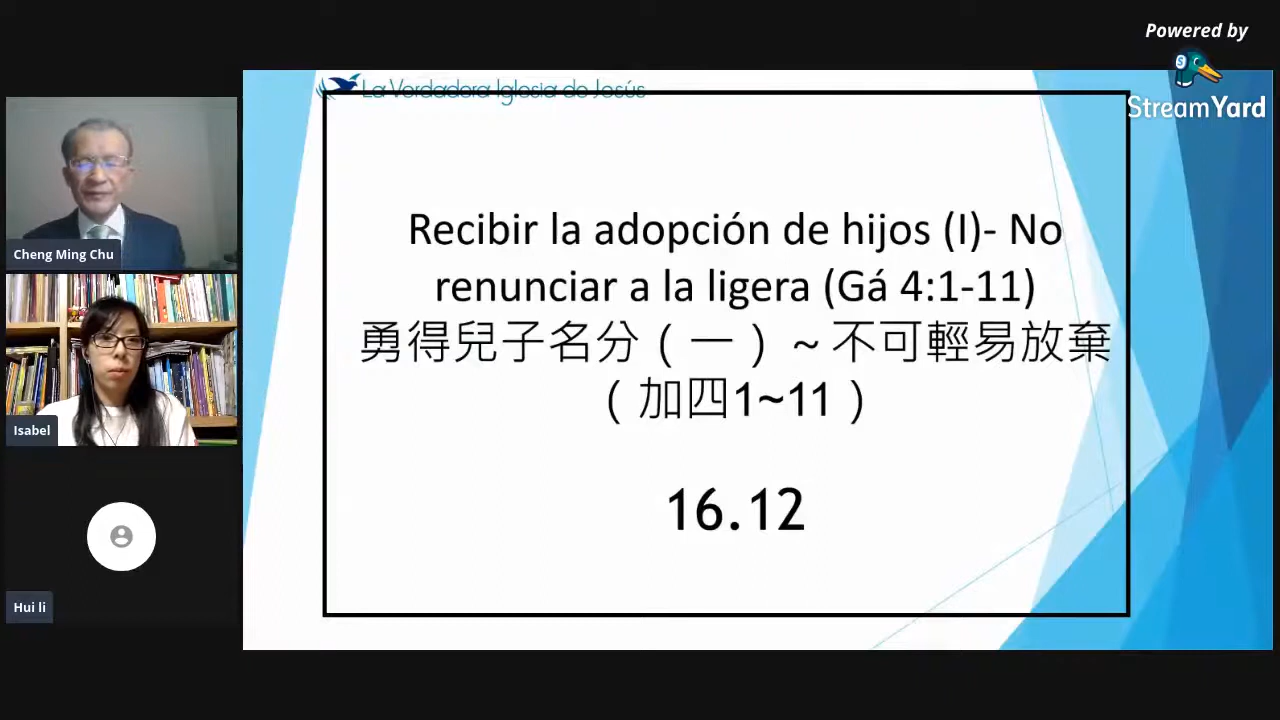 Powered by
StreamYard
La Verdadera Iglesia de Jesús
Recibir la adopción de hijos (I)- No
renunciar a la ligera (Gá 4:1-11)
勇得兒子名分（一）~不可輕易放棄
（加四1~11）
16.12
Cheng Ming Chu
Isabel
Hui li